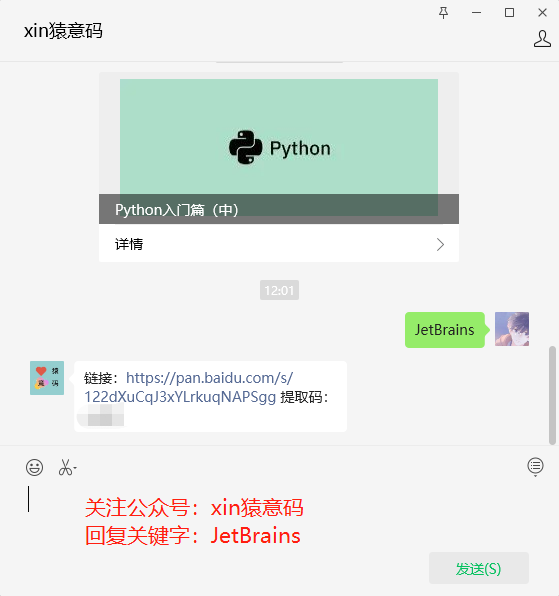 xin猿意码
Python
Python入门篇（中）
详情
12:01
JetBrains
链接：https://pan.baidu.com/s/
122dXuCqJ3xYLrkuqNAPSgg 提取码：
关注公众号：xin猿意码
回复关键字：JetBrains
发送(S)